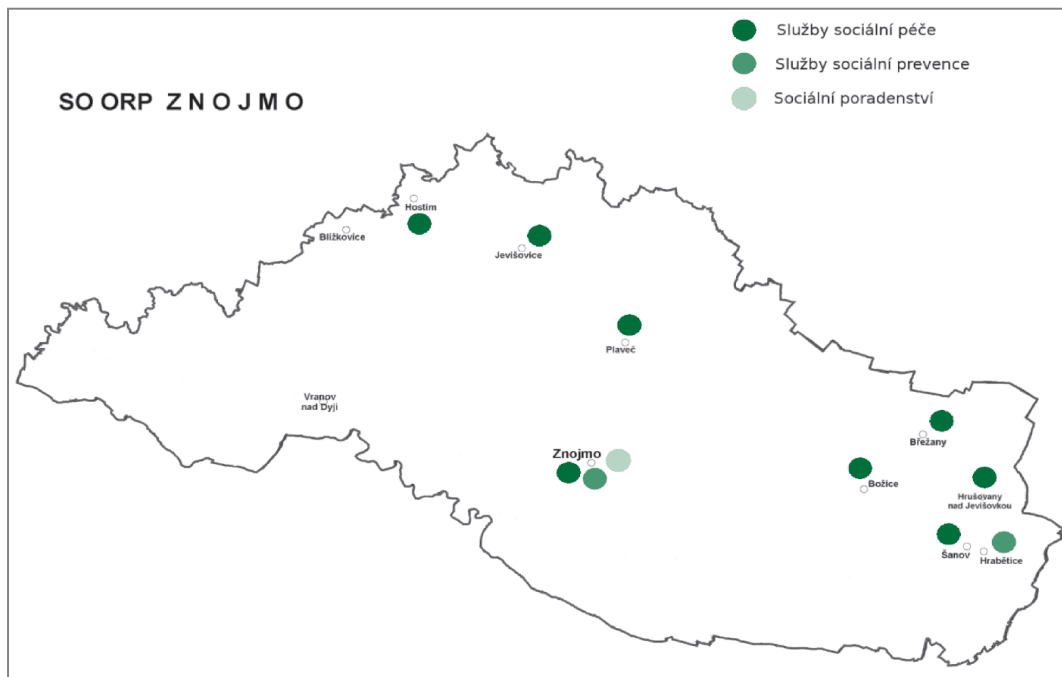 Služby sociální péče
Služby sociální prevence
Sociální poradenství
SO ORP Z N O J M O
Hostim
Blížkovice
Jevišovice
Plaveč
Vranov
nad Dyjí
Břežany
Znojmo
Božice
Hrušovany
nad Jevišovkou
Šanov
Hrabětice